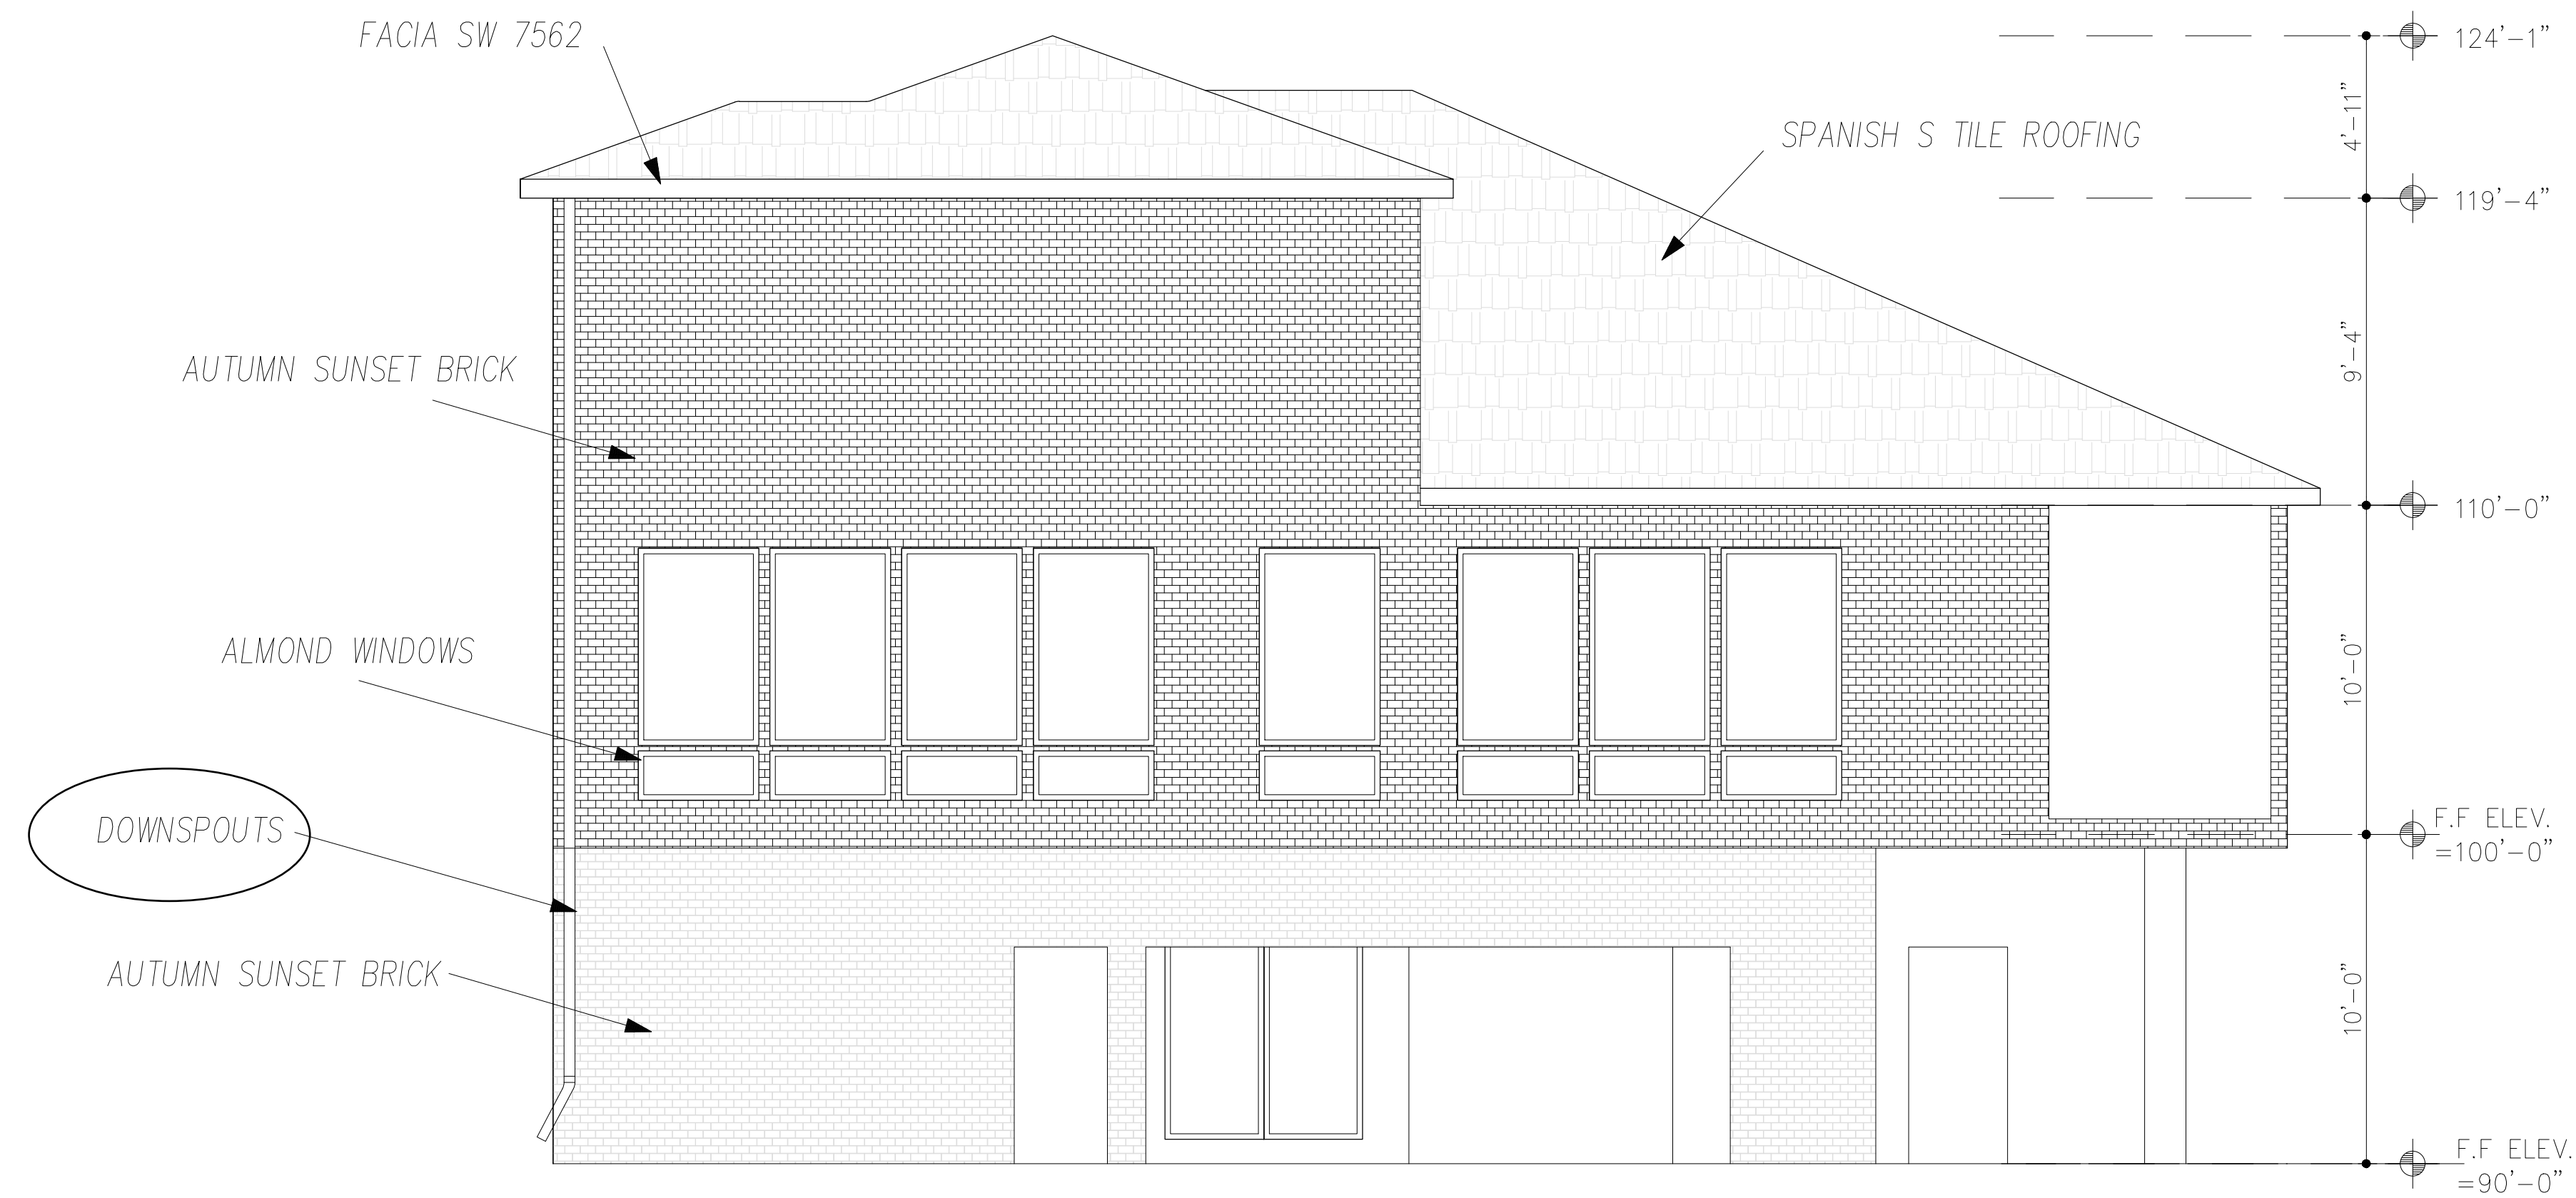 FACIA SW 7562
124'-1"
4'-11"
SPANISH S TILE ROOFING
119'-4"
9'-4"
AUTUMN SUNSET BRICK
110'-0"
ALMOND WINDOWS
10'-0"
DOWNSPOUTS
F.F ELEV.
=100'-0"
AUTUMN SUNSET BRICK
10'-0"
F.F ELEV.
=90'-0"